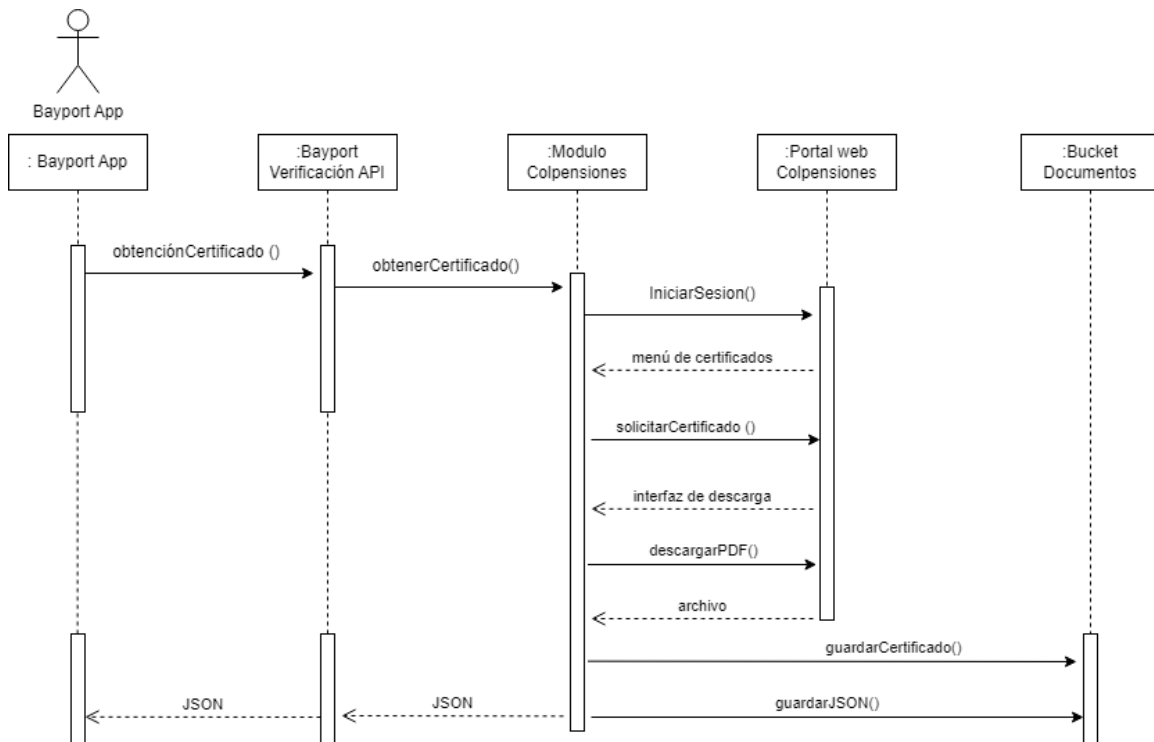 Bayport App
: Bayport App
:Bayport
Verificación API
:Modulo
Colpensiones
:Portal web
Colpensiones
:Bucket
Documentos
obtenciónCertificado ()
obtenerCertificado()
IniciarSesion()
menú de certificados
solicitarCertificado ()
interfaz de descarga
descargarPDF()
archivo
guardarCertificado()
JSON
JSON
guardarJSON()